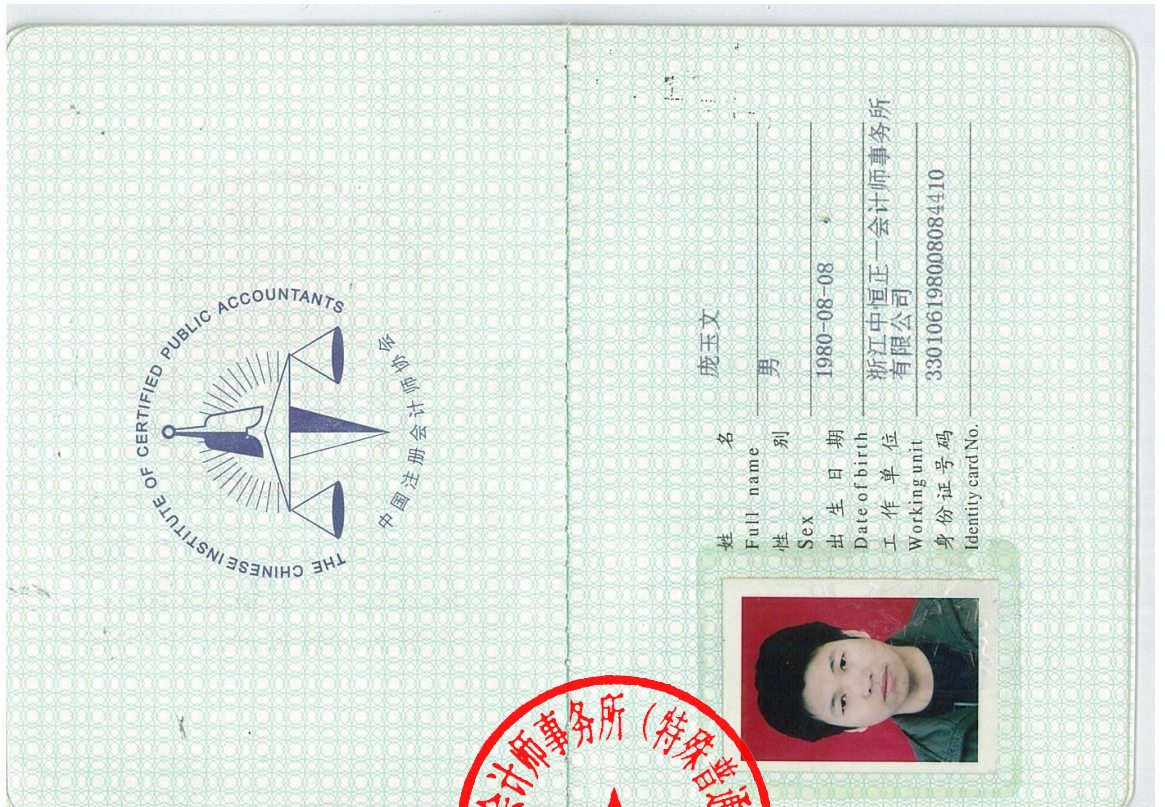 THE CHINESE INSTITUTE OF CERTIFIED PUBLIC ACCOUNTANTS
中国注册会计师协会
姓 名 庞玉文
Full name
性 别 男
Sex
出 生 日 期 1980-08-08
Date of birth
工 作 单 位 浙江中恒正一会计师事务所
有限公司
Working unit
身份证号码 330106198008084410
Identity card No.
会计师事务所（特殊普通